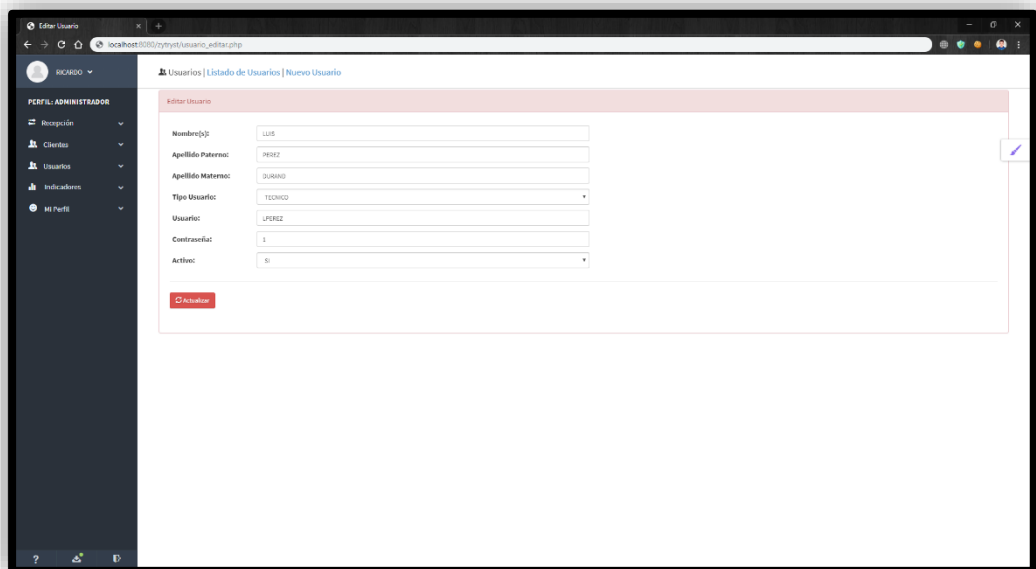 Editar Usuario
localhost:8080/zytryst/usuario_editar.php
RICARDO
Usuarios | Listado de Usuarios | Nuevo Usuario
PERFIL: ADMINISTRADOR
Recepción
Clientes
Usuarios
Indicadores
Mi Perfil
Editar Usuario
Nombre(s): LUIS
Apellido Paterno: PEREZ
Apellido Materno: DURAND
Tipo Usuario: TECNICO
Usuario: LPEREZ
Contraseña: 1
Activo: SI
Actualizar